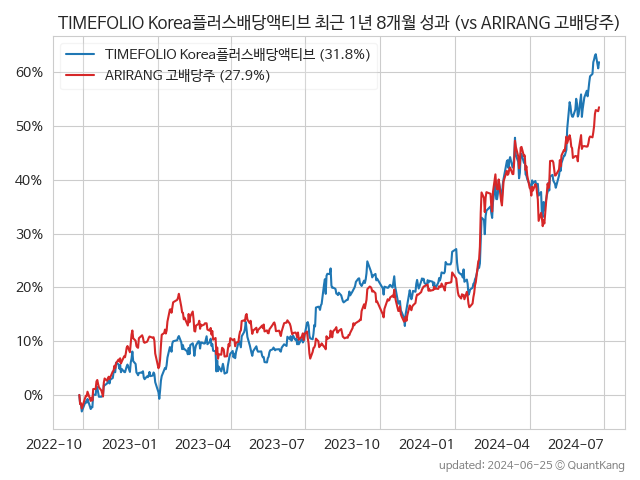 TIMEFOLIO Korea플러스배당액티브 최근 1년 8개월 성과 (vs ARIRANG 고배당주)
TIMEFOLIO Korea플러스배당액티브 (31.8%)
ARIRANG 고배당주 (27.9%)
60%
50%
40%
30%
20%
10%
0%
2022-10 2023-01 2023-04 2023-07 2023-10 2024-01 2024-04 2024-07
updated: 2024-06-25 © QuantKang